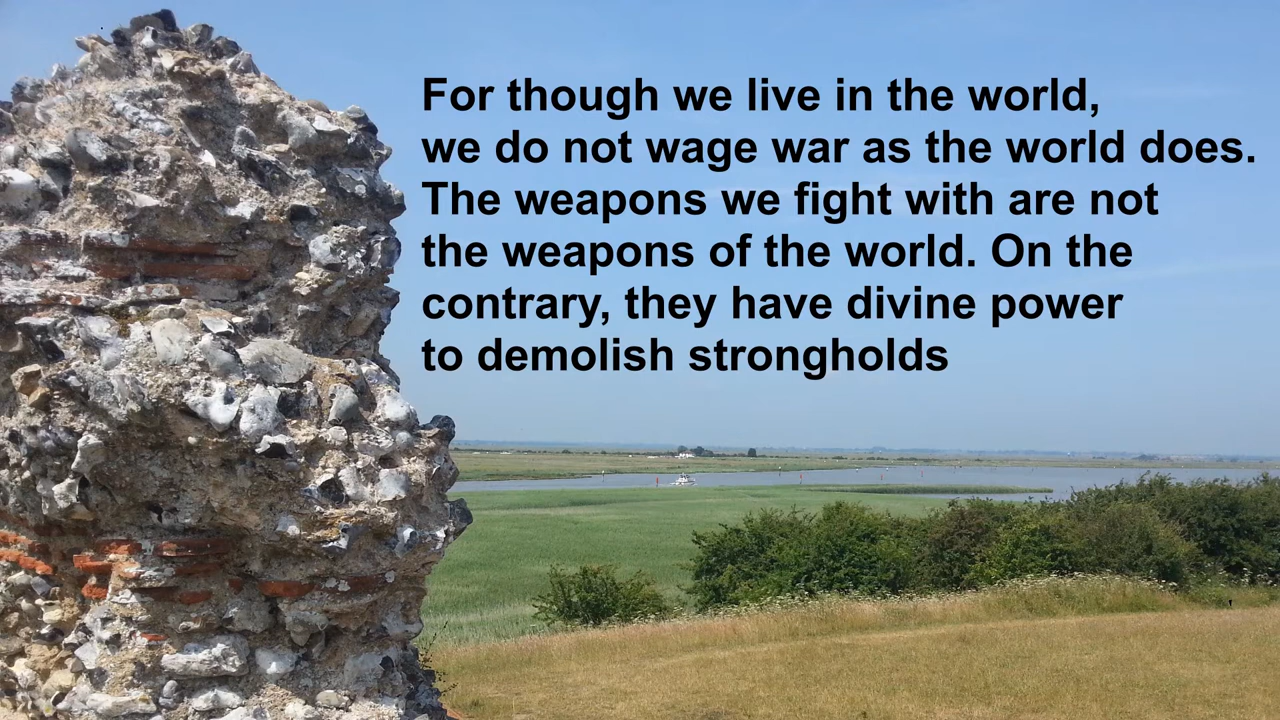 For though we live in the world,
we do not wage war as the world does.
The weapons we fight with are not
the weapons of the world. On the
contrary, they have divine power
to demolish strongholds